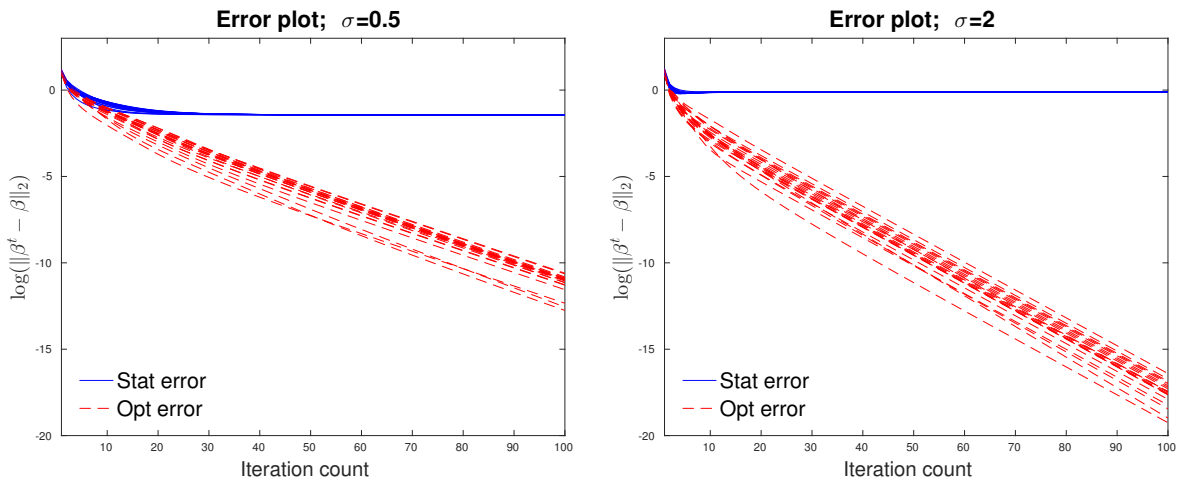 Error plot; σ=0.5
0
-5
-10
-15
-20
10 20 30 40 50 60 70 80 90 100
log(||β^t − β||₂)
Iteration count
Stat error
Opt error
Error plot; σ=2
0
-5
-10
-15
-20
10 20 30 40 50 60 70 80 90 100
log(||β^t − β||₂)
Iteration count
Stat error
Opt error